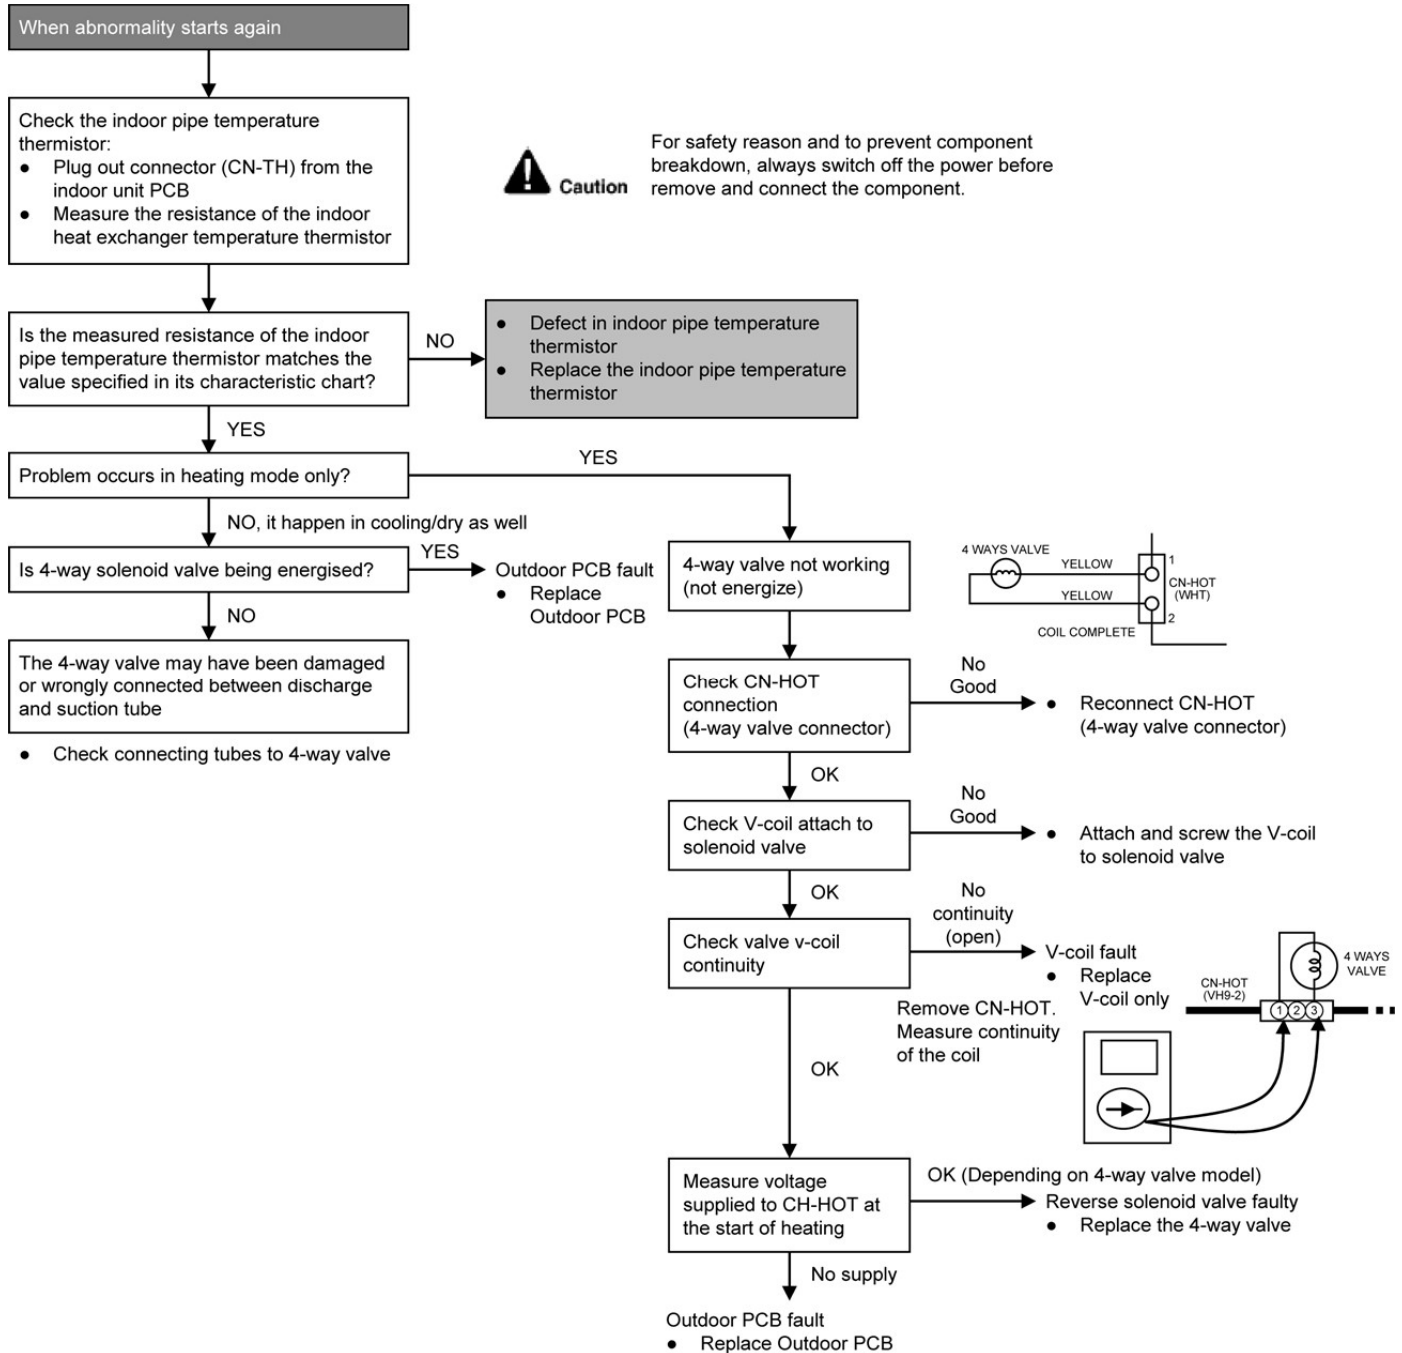 When abnormality starts again
Check the indoor pipe temperature
thermistor:
● Plug out connector (CN-TH) from the
indoor unit PCB
● Measure the resistance of the indoor
heat exchanger temperature thermistor
Caution
For safety reason and to prevent component
breakdown, always switch off the power before
remove and connect the component.
Is the measured resistance of the indoor
pipe temperature thermistor matches the
value specified in its characteristic chart?
NO
● Defect in indoor pipe temperature
thermistor
● Replace the indoor pipe temperature
thermistor
YES
Problem occurs in heating mode only?
YES
NO, it happen in cooling/dry as well
Is 4-way solenoid valve being energised?
YES
Outdoor PCB fault
● Replace
Outdoor PCB
NO
The 4-way valve may have been damaged
or wrongly connected between discharge
and suction tube
● Check connecting tubes to 4-way valve
4-way valve not working
(not energize)
4 WAYS VALVE
YELLOW
1
CN-HOT
(WHT)
YELLOW
2
COIL COMPLETE
Check CN-HOT
connection
(4-way valve connector)
No
Good
● Reconnect CN-HOT
(4-way valve connector)
OK
Check V-coil attach to
solenoid valve
No
Good
● Attach and screw the V-coil
to solenoid valve
OK
Check valve v-coil
continuity
No
continuity
(open)
V-coil fault
● Replace
V-coil only
Remove CN-HOT.
Measure continuity
of the coil
4 WAYS
VALVE
CN-HOT
(VH9-2)
1 2 3
OK
Measure voltage
supplied to CH-HOT at
the start of heating
OK (Depending on 4-way valve model)
Reverse solenoid valve faulty
● Replace the 4-way valve
No supply
Outdoor PCB fault
● Replace Outdoor PCB